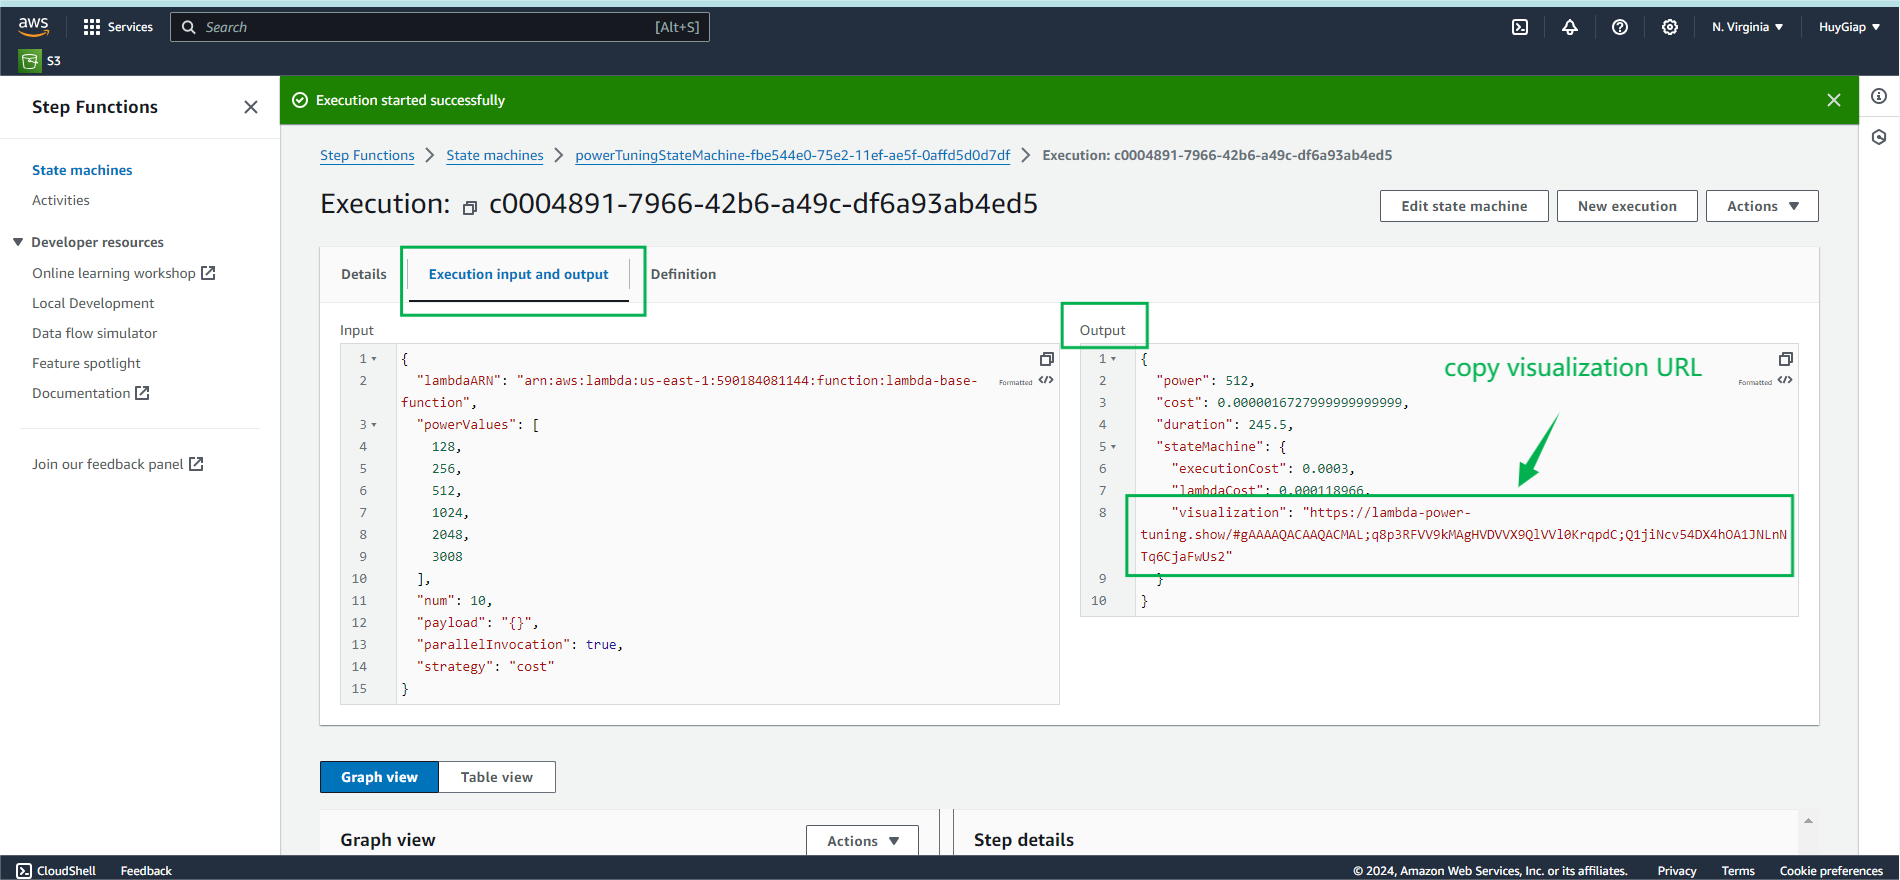 aws
Services
Search
[Alt+S]
N. Virginia
HuyGiap
S3
Step Functions
State machines
Activities
Developer resources
Online learning workshop
Local Development
Data flow simulator
Feature spotlight
Documentation
Join our feedback panel
Execution started successfully
Step Functions
State machines
powerTuningStateMachine-fbe544e0-75e2-11ef-ae5f-0affd5d0d7df
Execution: c0004891-7966-42b6-a49c-df6a93ab4ed5
Execution: c0004891-7966-42b6-a49c-df6a93ab4ed5
Edit state machine
New execution
Actions
Details
Execution input and output
Definition
Input
1 {
2 "lambdaARN": "arn:aws:lambda:us-east-1:590184081144:function:lambda-base-
function",
3 "powerValues": [
4 128,
5 256,
6 512,
7 1024,
8 2048,
9 3008
10 ],
11 "num": 10,
12 "payload": "{}",
13 "parallelInvocation": true,
14 "strategy": "cost"
15 }
Formatted
Output
1 {
2 "power": 512,
3 "cost": 0.0000016727999999999999,
4 "duration": 245.5,
5 "stateMachine": {
6 "executionCost": 0.0003,
7 "lambdaCost": 0.000118966,
8 "visualization": "https://lambda-power-
tuning.show/#gAAAAQACAAQACMAL;q8p3RFVV9kMAgHVDVVX9QlVVl0KrqpdC;Q1jiNcv54DX4hOA1JNLnN
Tq6CjaFwUs2"
9 }
10 }
Formatted
copy visualization URL
Graph view
Table view
Graph view
Actions
Step details
CloudShell
Feedback
© 2024, Amazon Web Services, Inc. or its affiliates.
Privacy
Terms
Cookie preferences